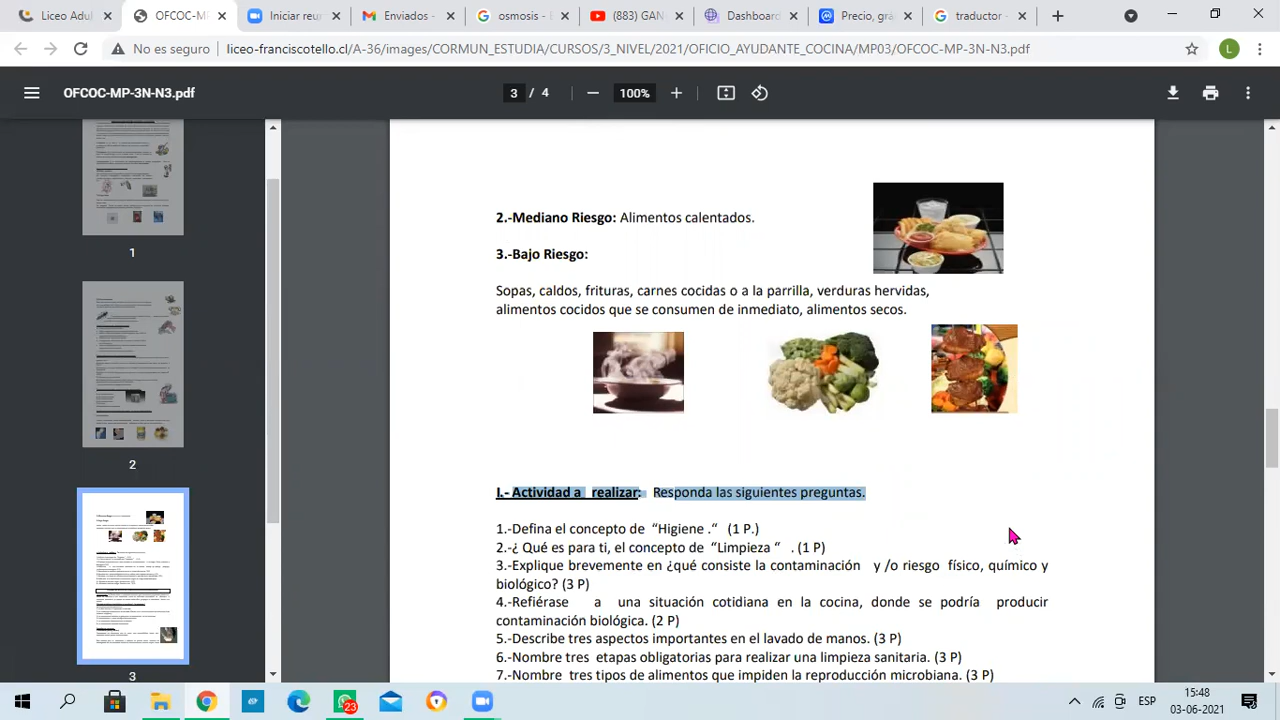 Liceo Adul
OFCOC-MP
Iniciar reu
Enviados -
osmosis - B
(883) GAN
Dashboard
Precio, grá
traductor -
No es seguro
liceo-franciscotello.cl/A-36/images/CORMUN_ESTUDIA/CURSOS/3_NIVEL/2021/OFICIO_AYUDANTE_COCINA/MP03/OFCOC-MP-3N-N3.pdf
L
OFCOC-MP-3N-N3.pdf
3 / 4
100%
1
2
3
2.-Mediano Riesgo: Alimentos calentados.
3.-Bajo Riesgo:
Sopas, caldos, frituras, carnes cocidas o a la parrilla, verduras hervidas,
alimentos cocidos que se consumen de inmediato, alimentos secos.
I.- Actividad a realizar: Responda las siguientes preguntas.
1.-Defina el concepto de "Higiene ." (1 P.)
2.-¿ Qué es para ti, el concepto de "Limpieza " . (1 P)
3.-Explique brevemente en ¿qué consiste la contaminación y /o riesgo físico, químico y
biológico? (3 P)
4.-Refiérase a una situación cotidiana en la cocina, donde se podría producir
contaminación biológica. (2 P)
5.-Destaque tres aspectos importantes en el lavado de manos. (3 P)
6.-Nombre tres etapas obligatorias para realizar una limpieza sanitaria. (3 P)
7.-Nombre tres tipos de alimentos que impiden la reproducción microbiana. (3 P)
23
ESP
15:48
03-06-2021